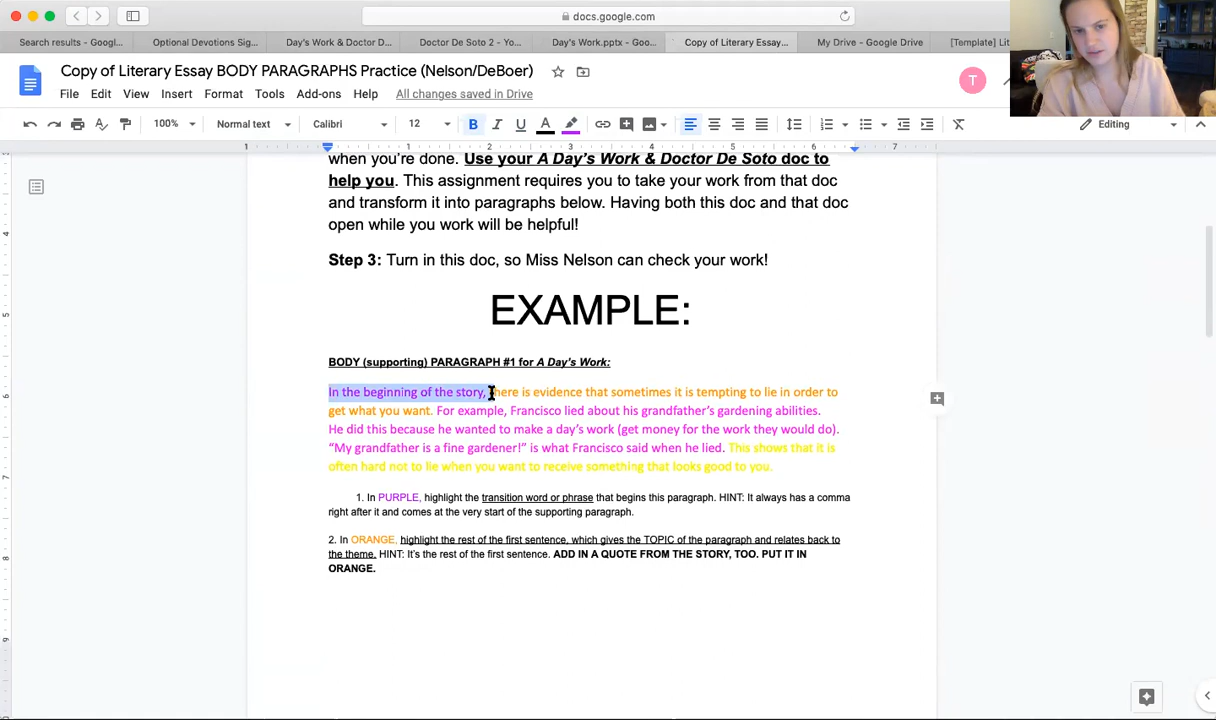 docs.google.com
Search results - Googl...
Optional Devotions Sig...
Day's Work & Doctor D...
Doctor De Soto 2 - Yo...
Day's Work.pptx - Goo...
Copy of Literary Essay...
My Drive - Google Drive
[Template] Lit
Copy of Literary Essay BODY PARAGRAPHS Practice (Nelson/DeBoer)
T
File Edit View Insert Format Tools Add-ons Help All changes saved in Drive
100% Normal text Calibri 12 B I U A Editing
1 1 2 3 4 5 6 7
when you're done. Use your A Day's Work & Doctor De Soto doc to
help you. This assignment requires you to take your work from that doc
and transform it into paragraphs below. Having both this doc and that doc
open while you work will be helpful!
Step 3: Turn in this doc, so Miss Nelson can check your work!
EXAMPLE:
BODY (supporting) PARAGRAPH #1 for A Day's Work:
In the beginning of the story, there is evidence that sometimes it is tempting to lie in order to
get what you want. For example, Francisco lied about his grandfather's gardening abilities.
He did this because he wanted to make a day's work (get money for the work they would do).
“My grandfather is a fine gardener!” is what Francisco said when he lied. This shows that it is
often hard not to lie when you want to receive something that looks good to you.
1. In PURPLE, highlight the transition word or phrase that begins this paragraph. HINT: It always has a comma
right after it and comes at the very start of the supporting paragraph.
2. In ORANGE, highlight the rest of the first sentence, which gives the TOPIC of the paragraph and relates back to
the theme. HINT: It's the rest of the first sentence. ADD IN A QUOTE FROM THE STORY, TOO. PUT IT IN
ORANGE.